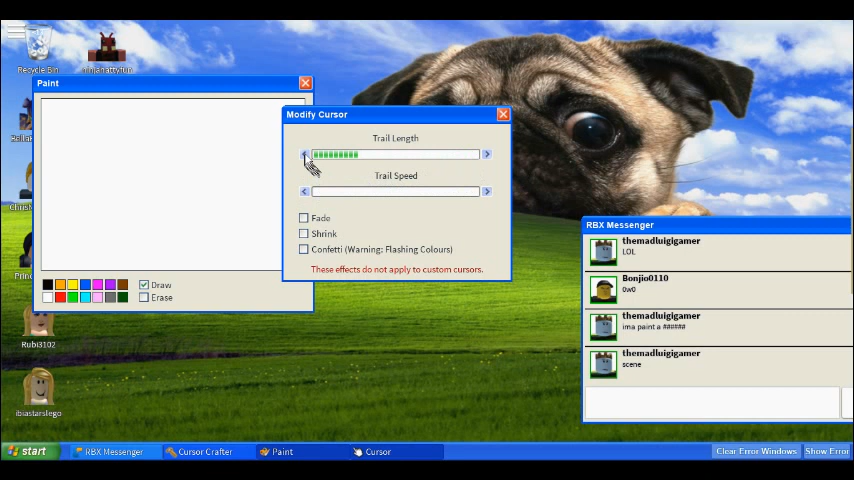 Recycle Bin
Paint
Draw
Erase
Rubi3102
ibiastarslego
Modify Cursor
Trail Length
Trail Speed
Fade
Shrink
Confetti (Warning: Flashing Colours)
These effects do not apply to custom cursors.
RBX Messenger
themadluigigamer
LOL
Bonjio0110
0w0
themadluigigamer
ima paint a ######
themadluigigamer
scene
start
RBX Messenger
Cursor Crafter
Paint
Cursor
Clear Error Windows
Show Error